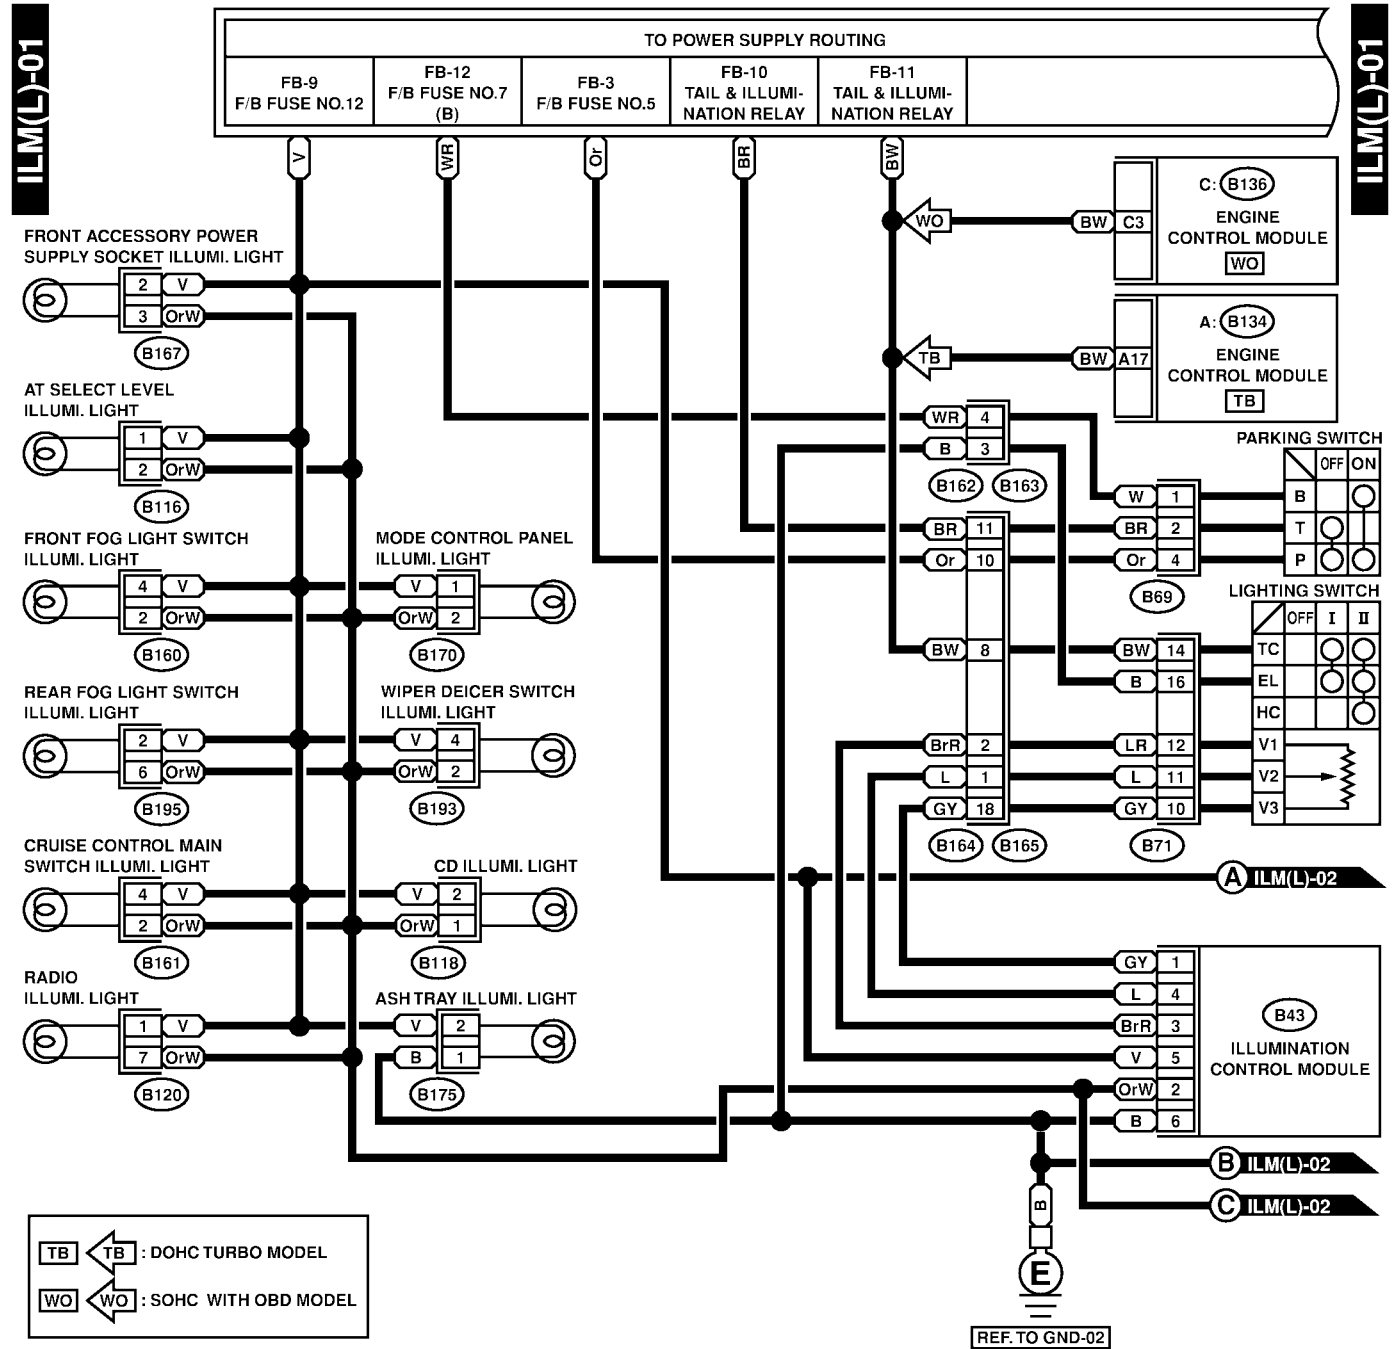 ILM(L)-01
ILM(L)-01
TO POWER SUPPLY ROUTING
FB-9
F/B FUSE NO.12
FB-12
F/B FUSE NO.7
(B)
FB-3
F/B FUSE NO.5
FB-10
TAIL & ILLUMI-
NATION RELAY
FB-11
TAIL & ILLUMI-
NATION RELAY
V
WR
Or
BR
BW
WO
BW C3
C: B136
ENGINE
CONTROL MODULE
WO
TB
BW A17
A: B134
ENGINE
CONTROL MODULE
TB
FRONT ACCESSORY POWER
SUPPLY SOCKET ILLUMI. LIGHT
2 V
3 OrW
B167
AT SELECT LEVEL
ILLUMI. LIGHT
1 V
2 OrW
B116
FRONT FOG LIGHT SWITCH
ILLUMI. LIGHT
4 V
2 OrW
B160
MODE CONTROL PANEL
ILLUMI. LIGHT
V 1
OrW 2
B170
REAR FOG LIGHT SWITCH
ILLUMI. LIGHT
2 V
6 OrW
B195
WIPER DEICER SWITCH
ILLUMI. LIGHT
V 4
OrW 2
B193
CRUISE CONTROL MAIN
SWITCH ILLUMI. LIGHT
4 V
2 OrW
B161
CD ILLUMI. LIGHT
V 2
OrW 1
B118
RADIO
ILLUMI. LIGHT
1 V
7 OrW
B120
ASH TRAY ILLUMI. LIGHT
V 2
B 1
B175
WR 4
B 3
B162 B163
BR 11
Or 10
BW 8
BrR 2
L 1
GY 18
B164 B165
PARKING SWITCH
OFF ON
W 1 B
BR 2 T
Or 4 P
B69
LIGHTING SWITCH
OFF I II
BW 14 TC
B 16 EL
HC
LR 12 V1
L 11 V2
GY 10 V3
B71
A ILM(L)-02
GY 1
L 4
BrR 3
V 5
OrW 2
B 6
B43
ILLUMINATION
CONTROL MODULE
B ILM(L)-02
C ILM(L)-02
B
E
REF. TO GND-02
TB TB : DOHC TURBO MODEL
WO WO : SOHC WITH OBD MODEL